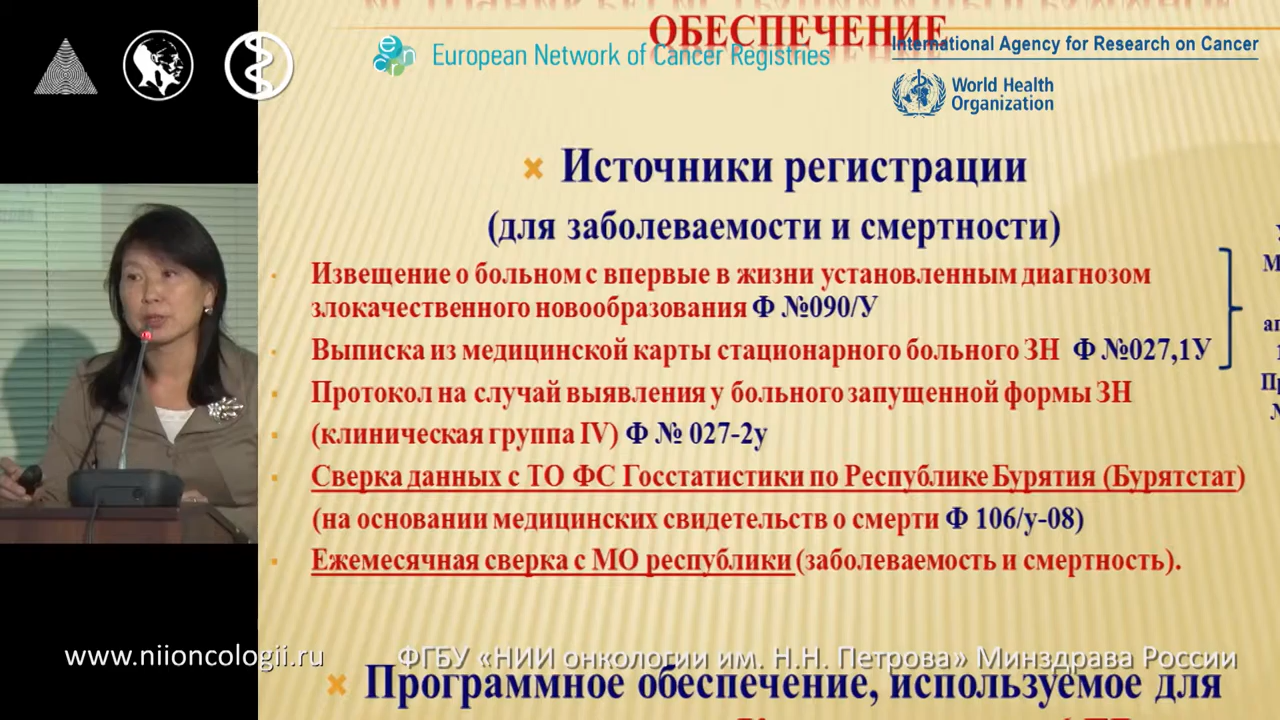 ОБЕСПЕЧЕНИЕ
European Network of Cancer Registries
International Agency for Research on Cancer
World Health
Organization
Источники регистрации
(для заболеваемости и смертности)
Извещение о больном с впервые в жизни установленным диагнозом
злокачественного новообразования Ф №090/У
Выписка из медицинской карты стационарного больного ЗН Ф №027,1У
Протокол на случай выявления у больного запущенной формы ЗН
(клиническая группа IV) Ф № 027-2у
Сверка данных с ТО ФС Госстатистики по Республике Бурятия (Бурятстат)
(на основании медицинских свидетельств о смерти Ф 106/у-08)
Ежемесячная сверка с МО республики (заболеваемость и смертность).
www.niioncologii.ru
ФГБУ «НИИ онкологии им. Н.Н. Петрова» Минздрава России
Программное обеспечение, используемое для